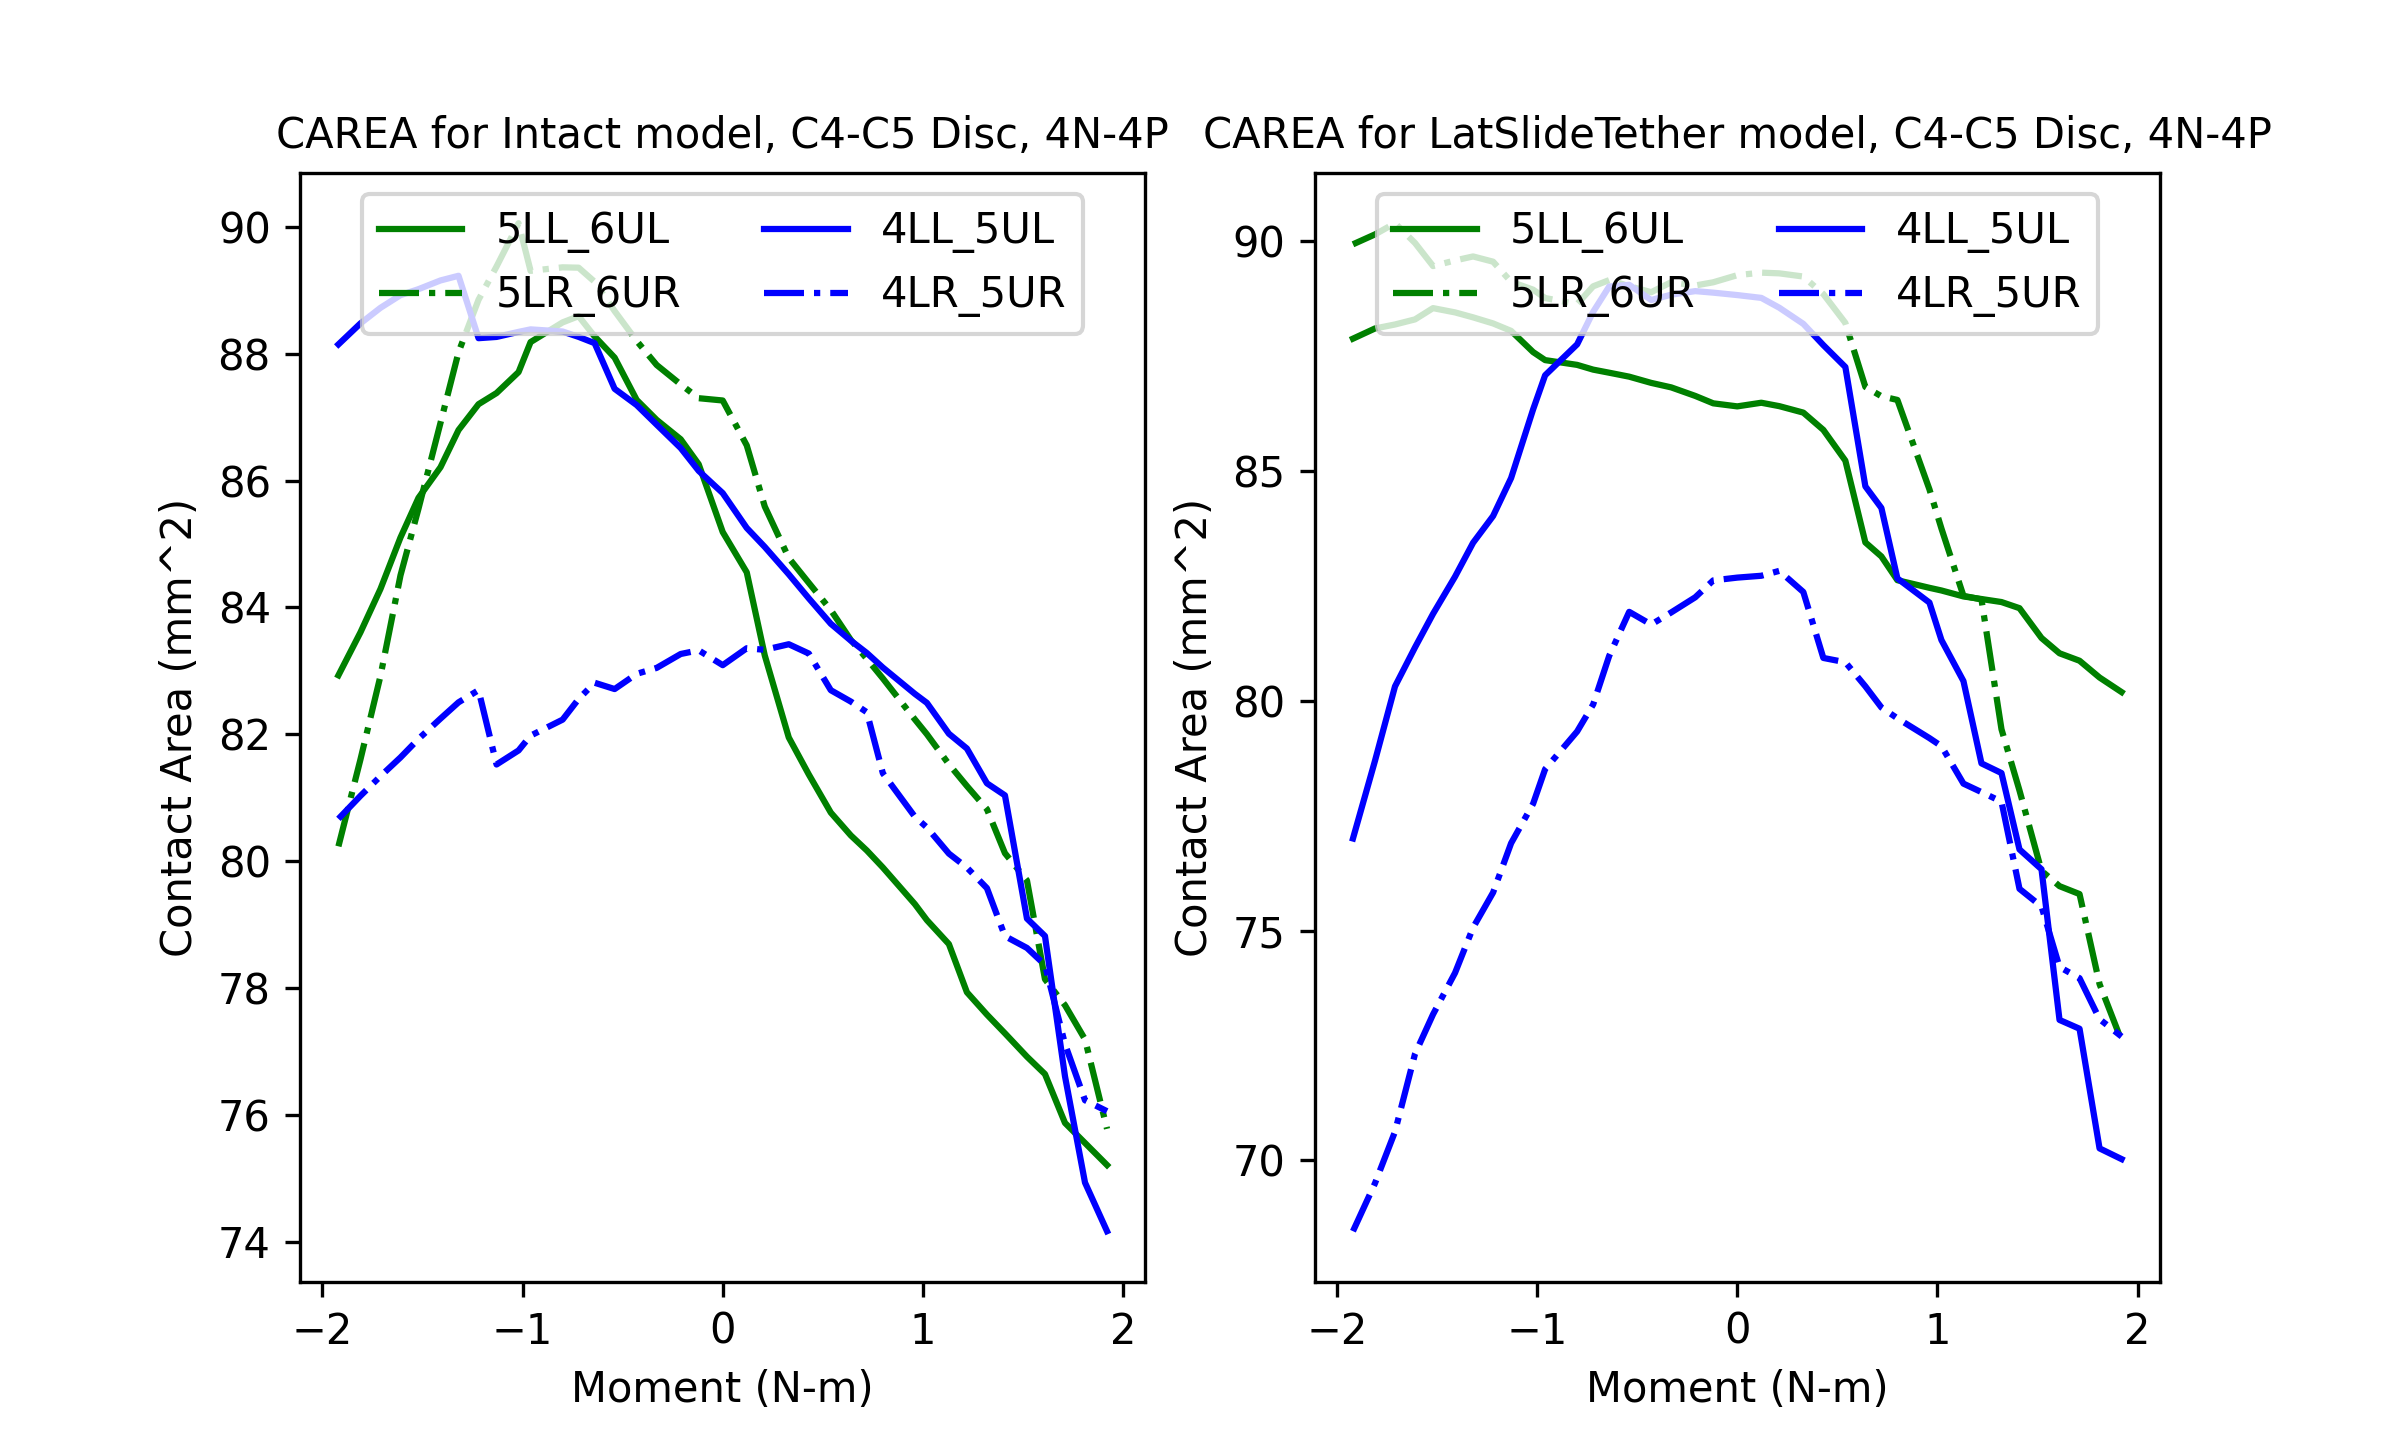 CAREA for Intact model, C4-C5 Disc, 4N-4P
5LL_6UL
4LL_5UL
5LR_6UR
4LR_5UR
90
88
86
84
82
80
78
76
74
Contact Area (mm^2)
−2
−1
0
1
2
Moment (N-m)
CAREA for LatSlideTether model, C4-C5 Disc, 4N-4P
5LL_6UL
4LL_5UL
5LR_6UR
4LR_5UR
90
85
80
75
70
Contact Area (mm^2)
−2
−1
0
1
2
Moment (N-m)